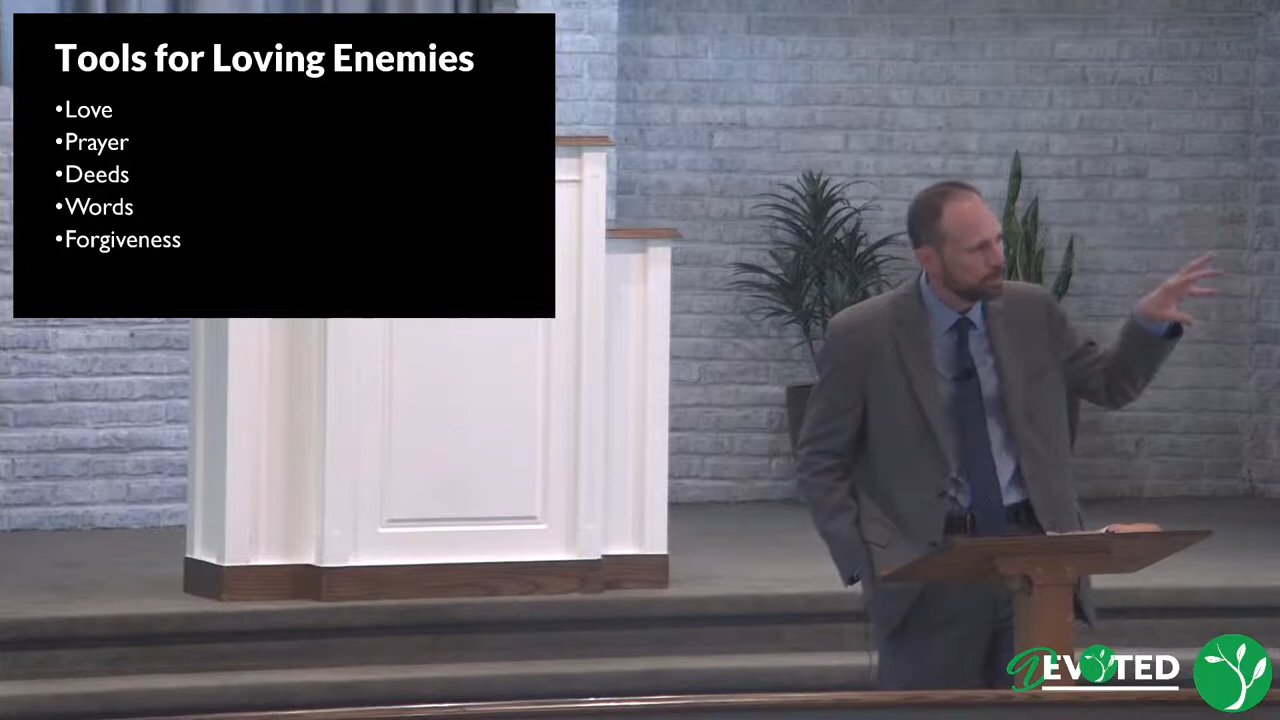 Tools for Loving Enemies
•Love
•Prayer
•Deeds
•Words
•Forgiveness
DEVOTED